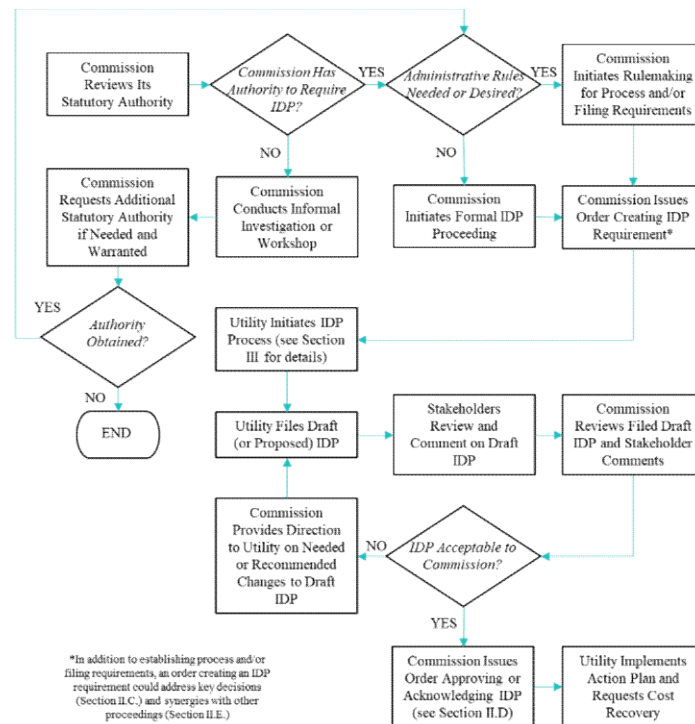 Commission
Reviews Its
Statutory Authority
Commission Has
Authority to Require
IDP?
YES
Administrative Rules
Needed or Desired?
YES
Commission
Initiates Rulemaking
for Process and/or
Filing Requirements
NO
NO
Commission
Requests Additional
Statutory Authority
if Needed and
Warranted
Commission
Conducts Informal
Investigation or
Workshop
Commission
Initiates Formal IDP
Proceeding
Commission Issues
Order Creating IDP
Requirement*
YES
Authority
Obtained?
NO
END
Utility Initiates IDP
Process (see Section
III for details)
Utility Files Draft
(or Proposed) IDP
Stakeholders
Review and
Comment on Draft
IDP
Commission
Reviews Filed Draft
IDP and Stakeholder
Comments
Commission
Provides Direction
to Utility on Needed
or Recommended
Changes to Draft
IDP
NO
IDP Acceptable to
Commission?
YES
*In addition to establishing process and/or
filing requirements, an order creating an IDP
requirement could address key decisions
(Section II.C.) and synergies with other
proceedings (Section II.E.)
Commission Issues
Order Approving or
Acknowledging IDP
(see Section II.D)
Utility Implements
Action Plan and
Requests Cost
Recovery